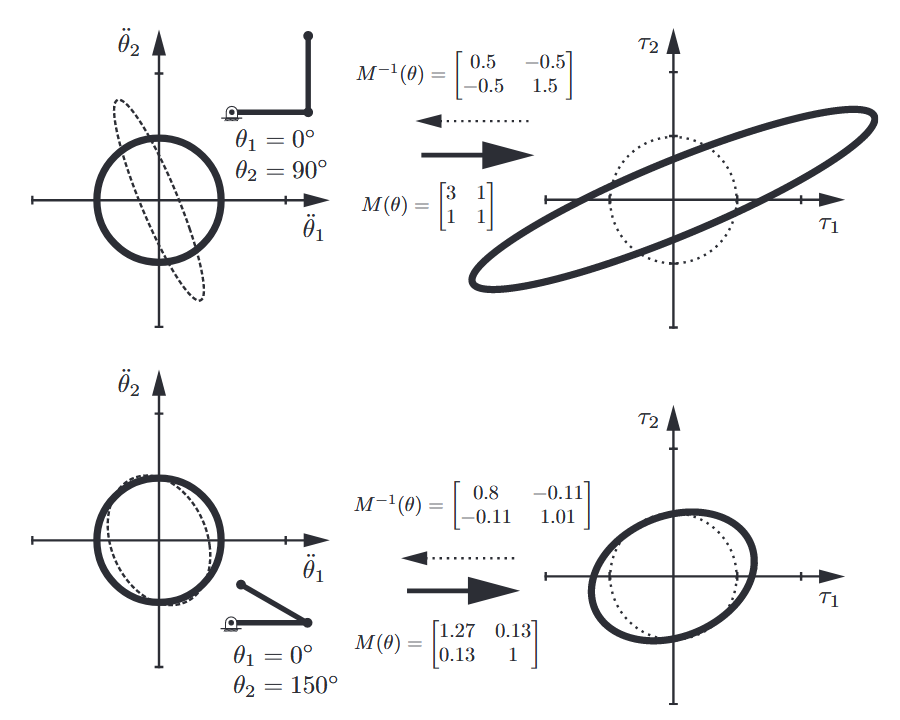 θ̈₂
θ̈₁
θ₁ = 0°
θ₂ = 90°
M⁻¹(θ) = [0.5 −0.5
−0.5 1.5]
M(θ) = [3 1
1 1]
τ₂
τ₁
θ̈₂
θ̈₁
θ₁ = 0°
θ₂ = 150°
M⁻¹(θ) = [0.8 −0.11
−0.11 1.01]
M(θ) = [1.27 0.13
0.13 1]
τ₂
τ₁